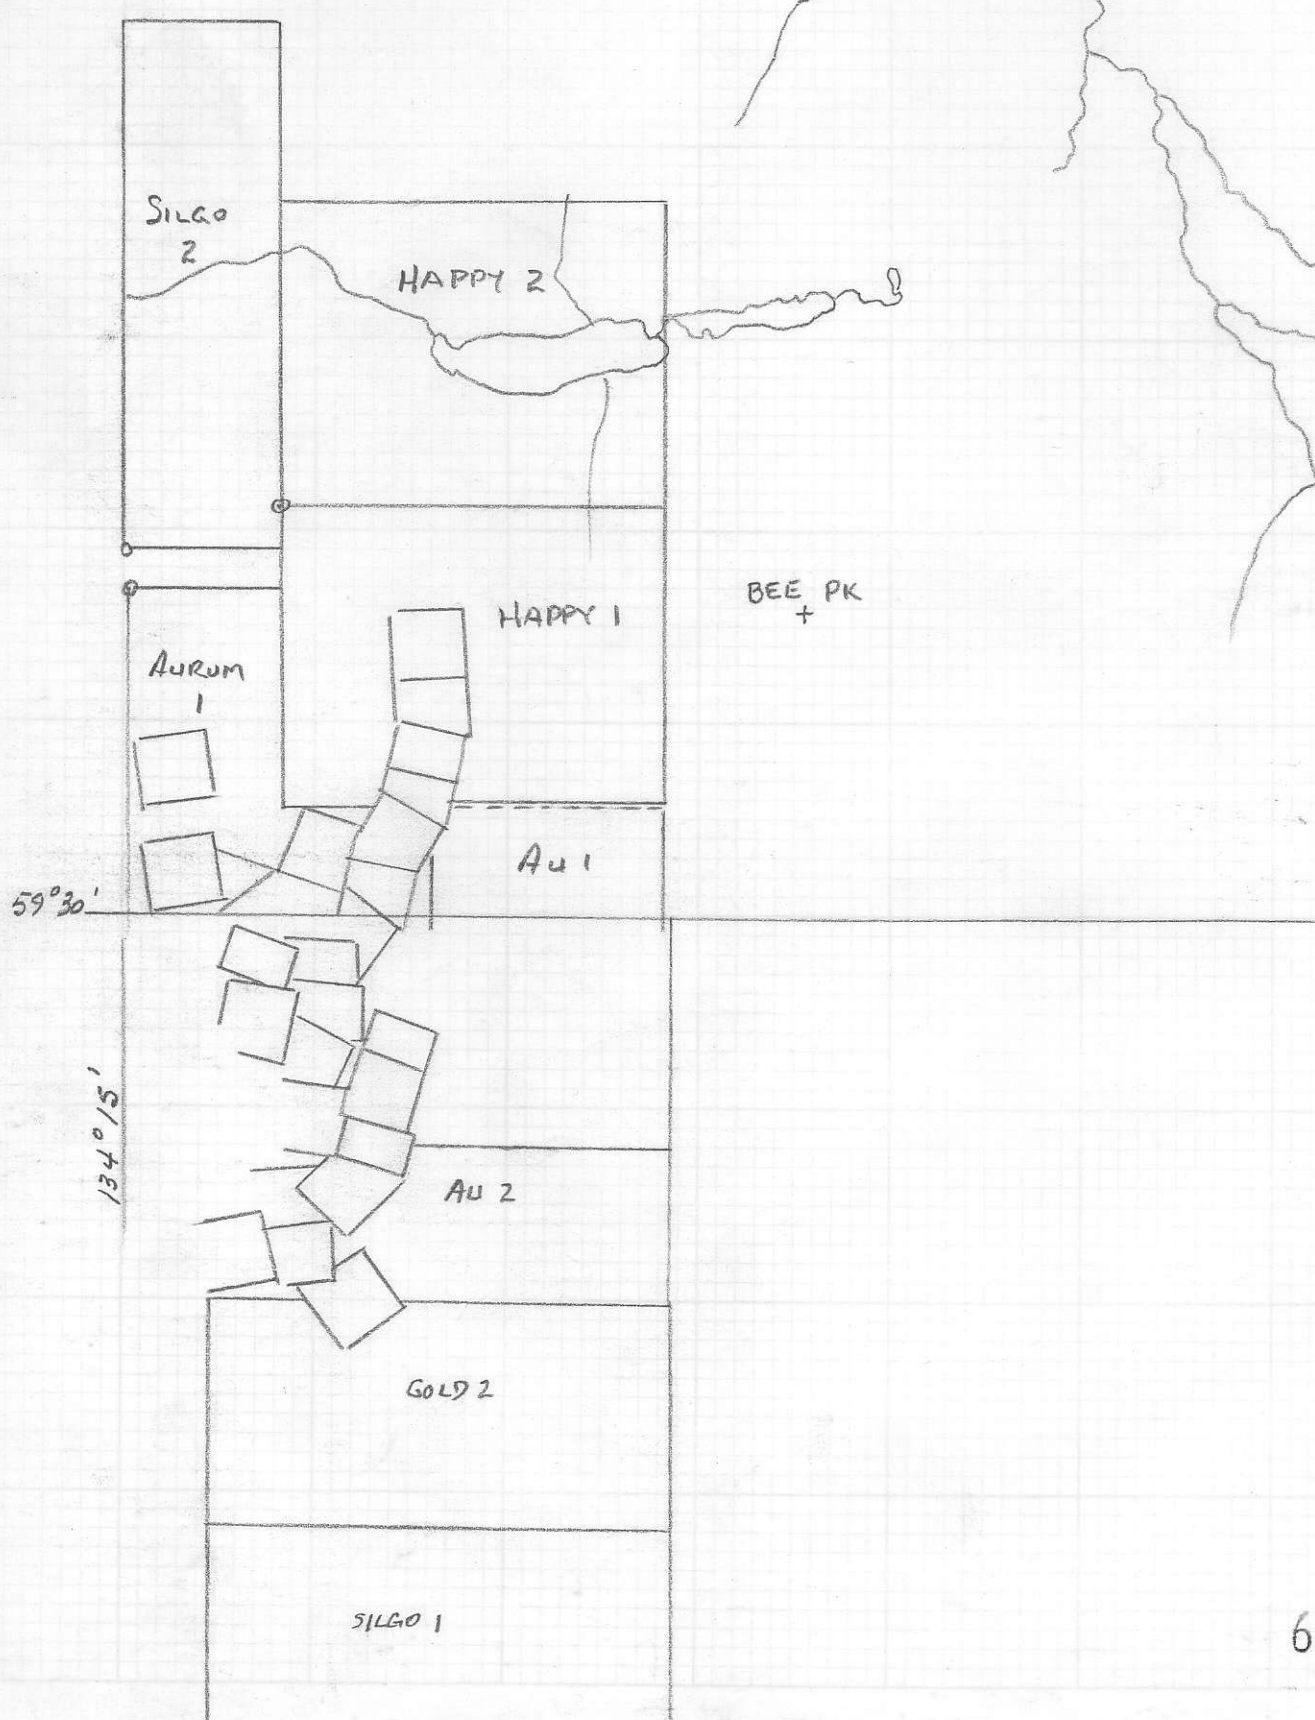 SILGO
2
HAPPY 2
HAPPY 1
BEE PK
AURUM
1
AU 1
59°30'
134°15'
AU 2
GOLD 2
SILGO 1
6